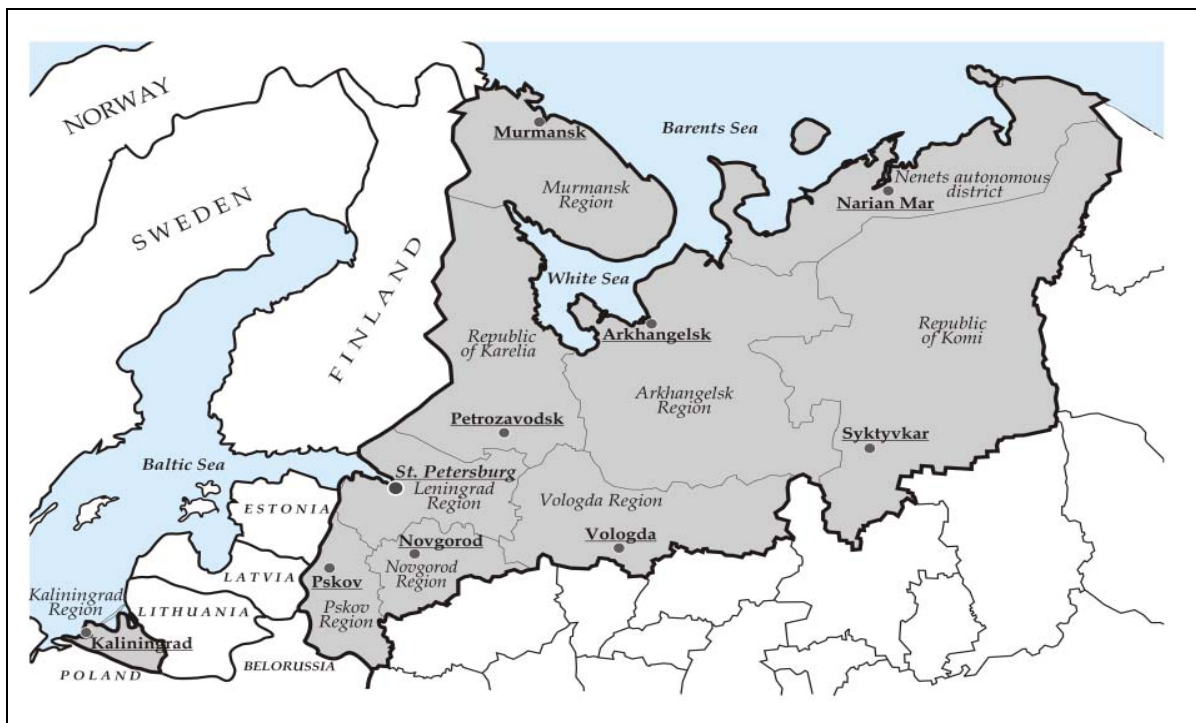 NORWAY
Murmansk
Barents Sea
Murmansk
Region
Nenets autonomous
district
Narian Mar
SWEDEN
FINLAND
White Sea
Arkhangelsk
Republic
of Karelia
Republic
of Komi
Arkhangelsk
Region
Petrozavodsk
Syktyvkar
Baltic Sea
St. Petersburg
Leningrad
Region
Vologda Region
ESTONIA
Novgorod
Vologda
Novgorod
Region
LATVIA
Pskov
Pskov
Region
Kaliningrad
Region
LITHUANIA
Kaliningrad
POLAND
BELORUSSIA